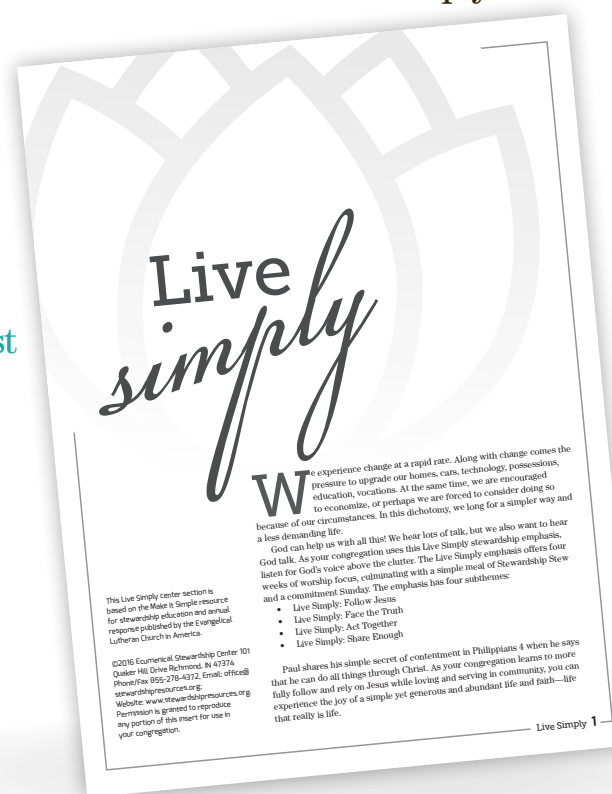 st
Live
simply
We experience change at a rapid rate. Along with change comes the
pressure to upgrade our homes, cars, technology, possessions,
education, vocations. At the same time, we are encouraged
to economize, or perhaps we are forced to consider doing so
because of our circumstances. In this dichotomy, we long for a simpler way and
a less demanding life.
God can help us with all this! We hear lots of talk, but we also want to hear
God talk. As your congregation uses this Live Simply stewardship emphasis,
listen for God's voice above the clutter. The Live Simply emphasis offers four
weeks of worship focus, culminating with a simple meal of Stewardship Stew
and a commitment Sunday. The emphasis has four subthemes:
• Live Simply: Follow Jesus
• Live Simply: Face the Truth
• Live Simply: Act Together
• Live Simply: Share Enough
Paul shares his simple secret of contentment in Philippians 4 when he says
that he can do all things through Christ. As your congregation learns to more
fully follow and rely on Jesus while loving and serving in community, you can
experience the joy of a simple yet generous and abundant life and faith—life
that really is life.
This Live Simply center section is
based on the Make It Simple resource
for stewardship education and annual
response published by the Evangelical
Lutheran Church in America.
©2016 Ecumenical Stewardship Center 101
Quaker Hill Drive Richmond, IN 47374
Phone/Fax 855-278-4372, Email: office@
stewardshipresources.org;
Website: www.stewardshipresources.org.
Permission is granted to reproduce
any portion of this insert for use in
your congregation.
Live Simply 1